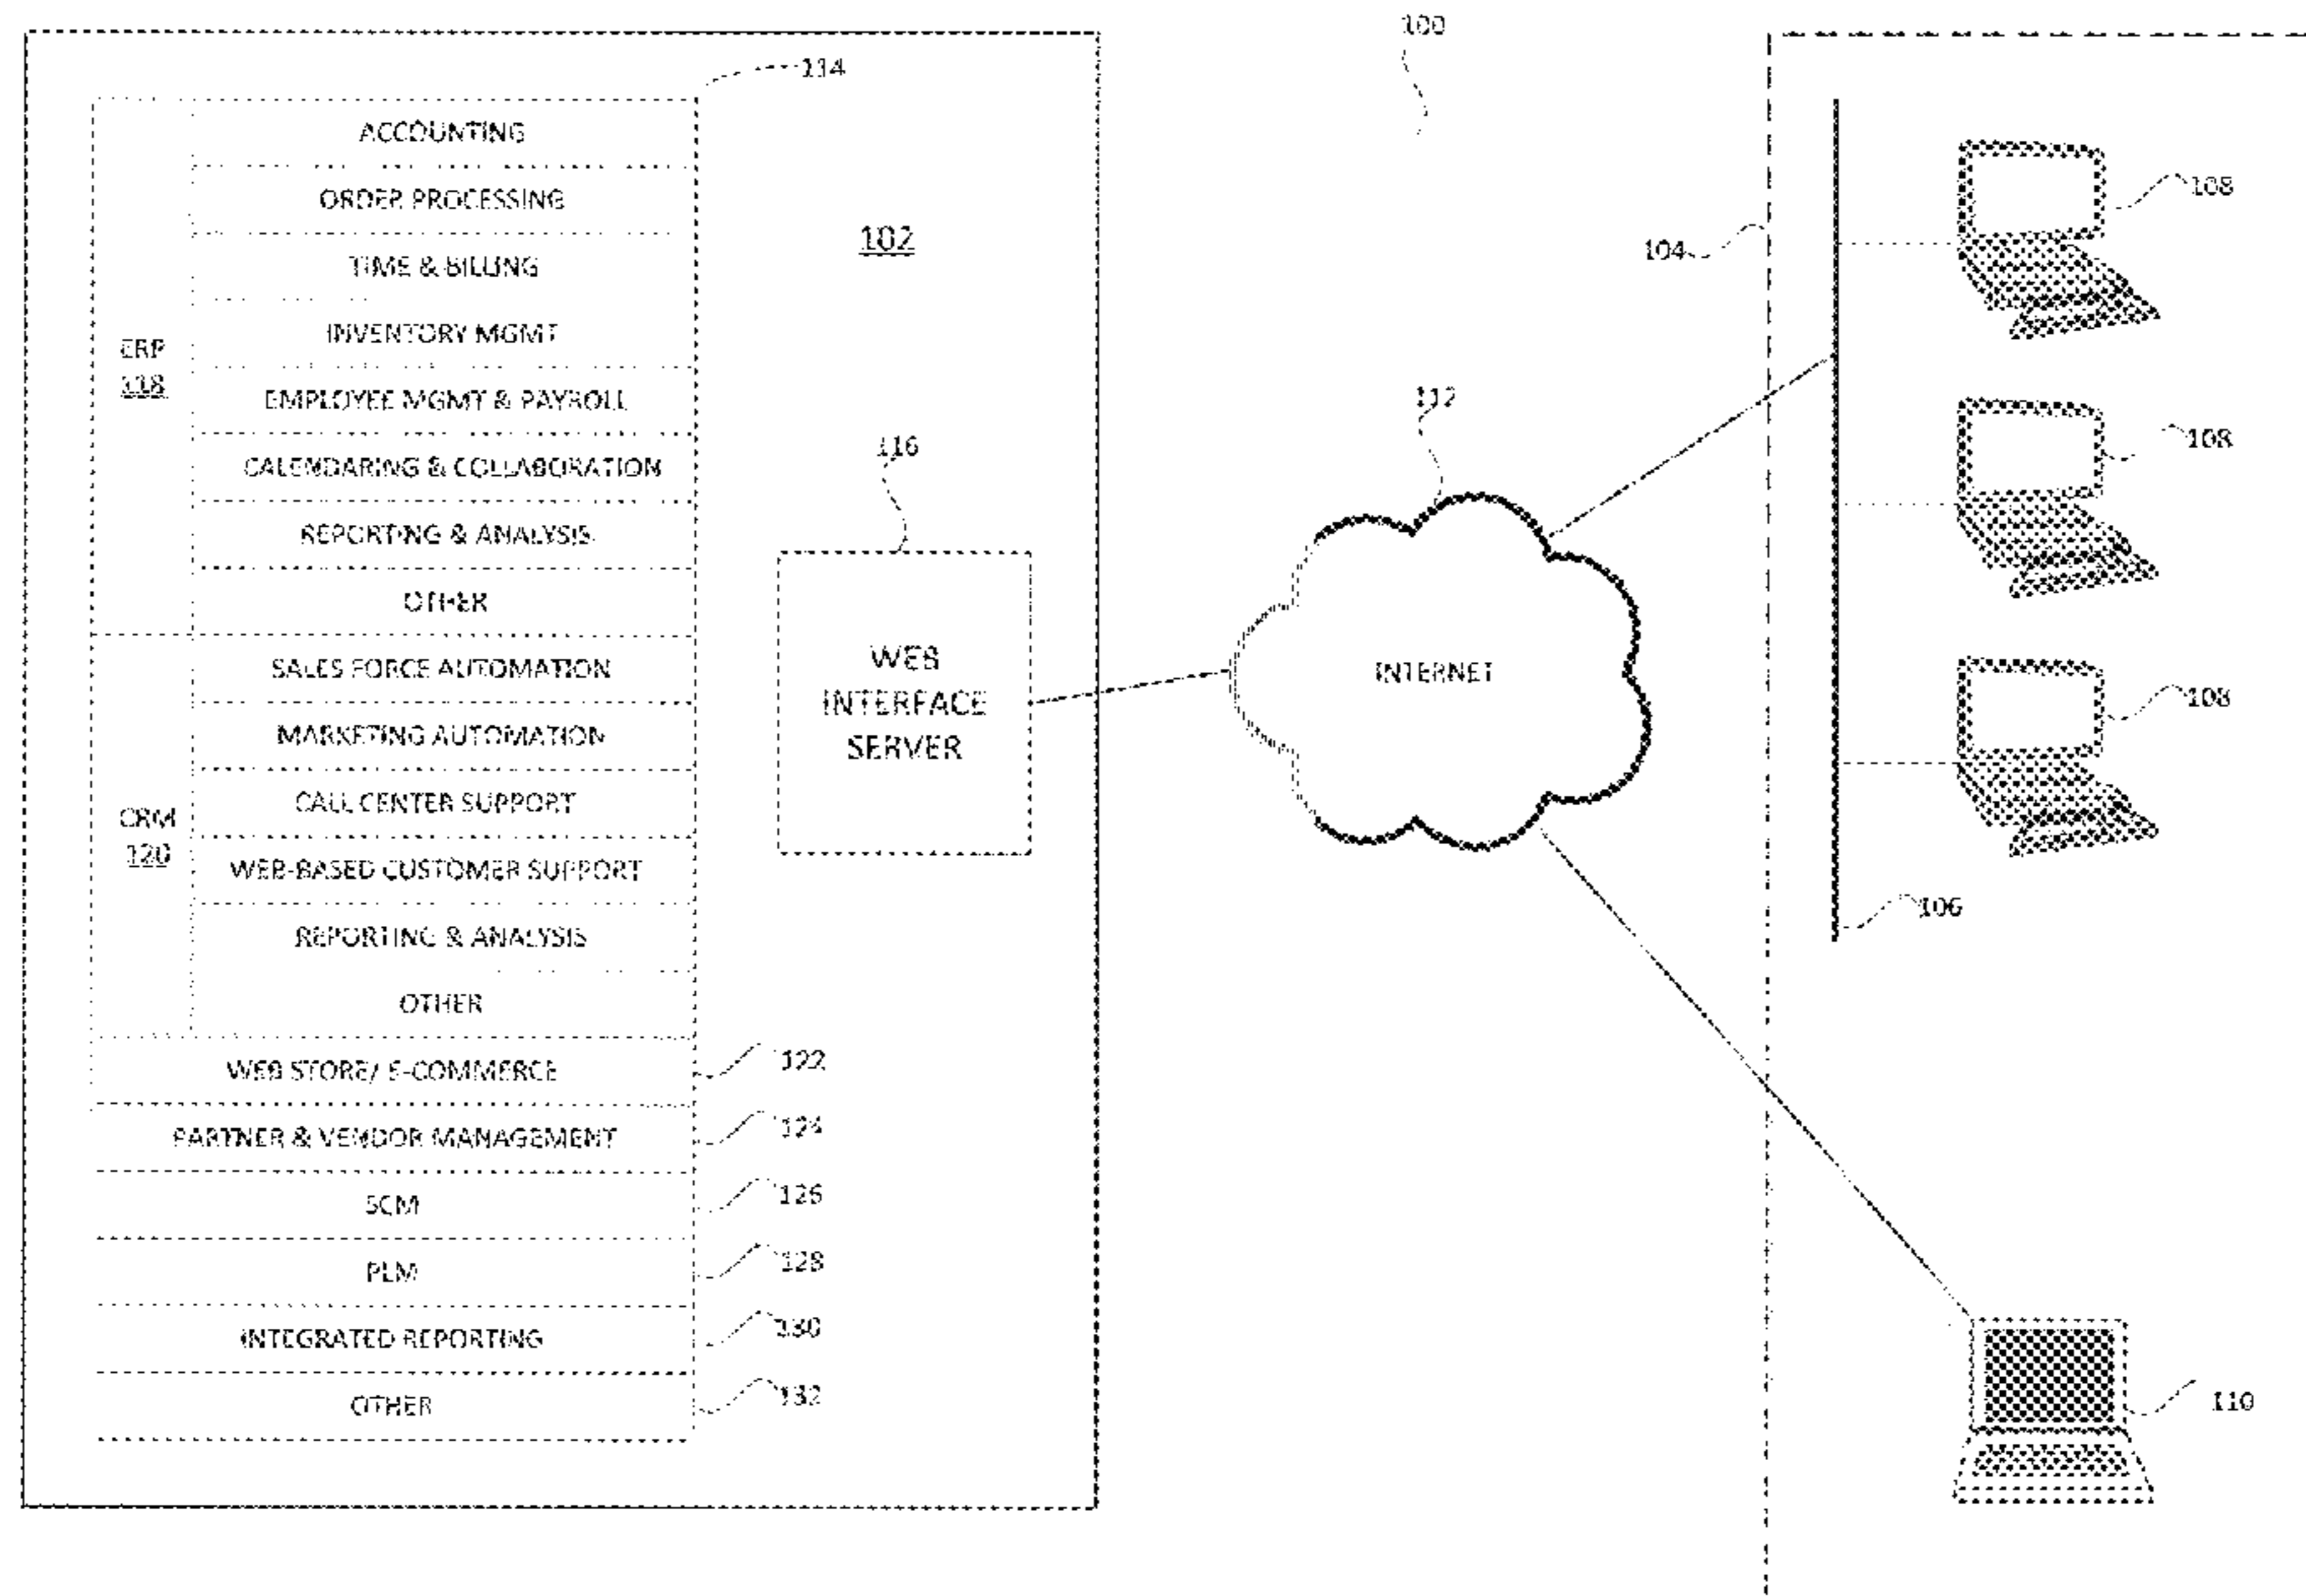 100
114
ACCOUNTING
ORDER PROCESSING
TIME & BILLING
INVENTORY MGMT
EMPLOYEE MGMT & PAYROLL
CALENDARING & COLLABORATION
REPORTING & ANALYSIS
OTHER
ERP
118
SALES FORCE AUTOMATION
MARKETING AUTOMATION
CALL CENTER SUPPORT
WEB-BASED CUSTOMER SUPPORT
REPORTING & ANALYSIS
OTHER
CRM
120
WEB STORE/ E-COMMERCE
122
PARTNER & VENDOR MANAGEMENT
124
SCM
126
PLM
128
INTEGRATED REPORTING
130
OTHER
132
102
116
WEB
INTERFACE
SERVER
112
INTERNET
104
108
108
108
106
110